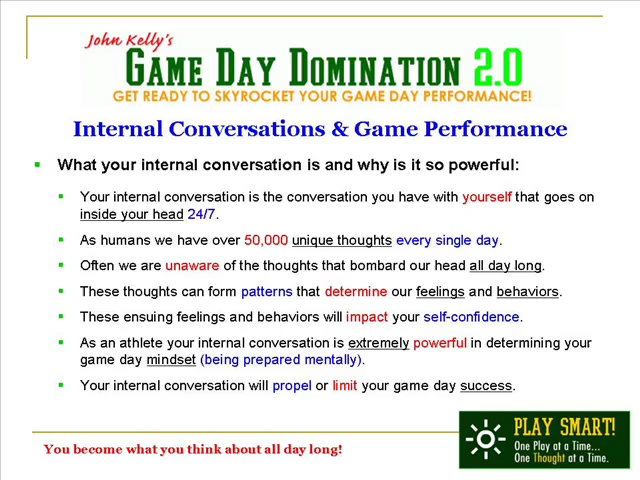 John Kelly's
GAME DAY DOMINATION 2.0
GET READY TO SKYROCKET YOUR GAME DAY PERFORMANCE!
Internal Conversations & Game Performance
What your internal conversation is and why is it so powerful:
Your internal conversation is the conversation you have with yourself that goes on
inside your head 24/7.
As humans we have over 50,000 unique thoughts every single day.
Often we are unaware of the thoughts that bombard our head all day long.
These thoughts can form patterns that determine our feelings and behaviors.
These ensuing feelings and behaviors will impact your self-confidence.
As an athlete your internal conversation is extremely powerful in determining your
game day mindset (being prepared mentally).
Your internal conversation will propel or limit your game day success.
You become what you think about all day long!
PLAY SMART!
One Play at a Time...
One Thought at a Time.